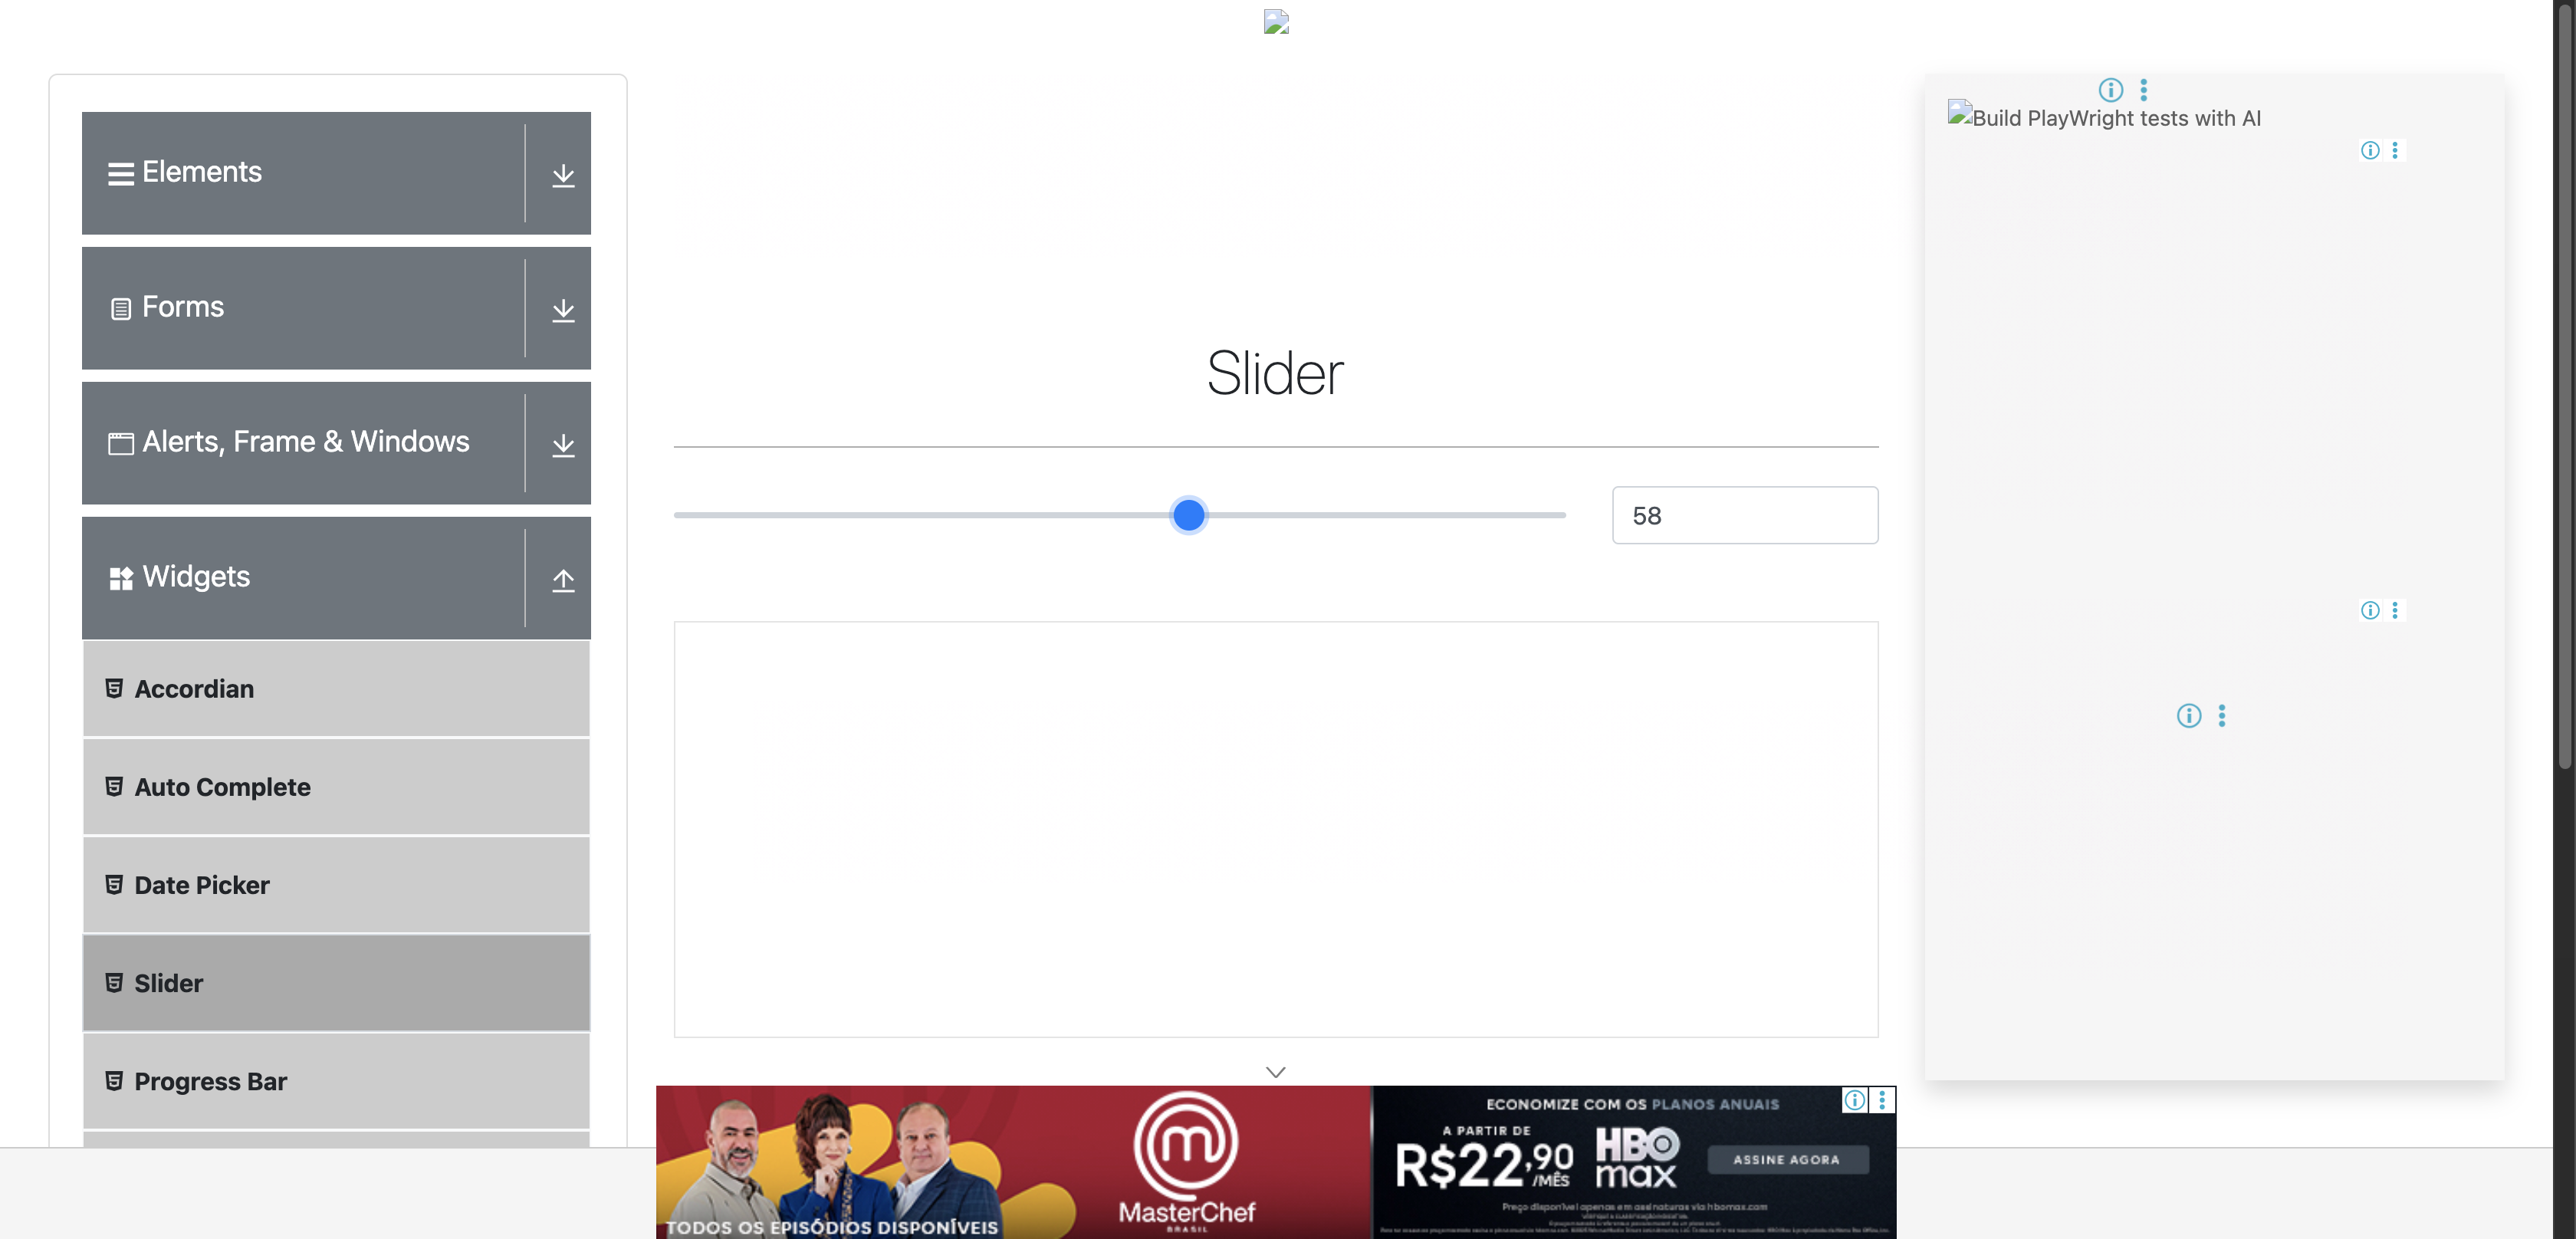 Elements
Forms
Alerts, Frame & Windows
Widgets
Accordian
Auto Complete
Date Picker
Slider
Progress Bar
Slider
58
Build PlayWright tests with AI
TODOS OS EPISÓDIOS DISPONÍVEIS
MasterChef
BRASIL
ECONOMIZE COM OS PLANOS ANUAIS
A PARTIR DE
R$22,90
/MÊS
HBO
max
ASSINE AGORA
Preço disponível apenas em assinaturas via hbomax.com